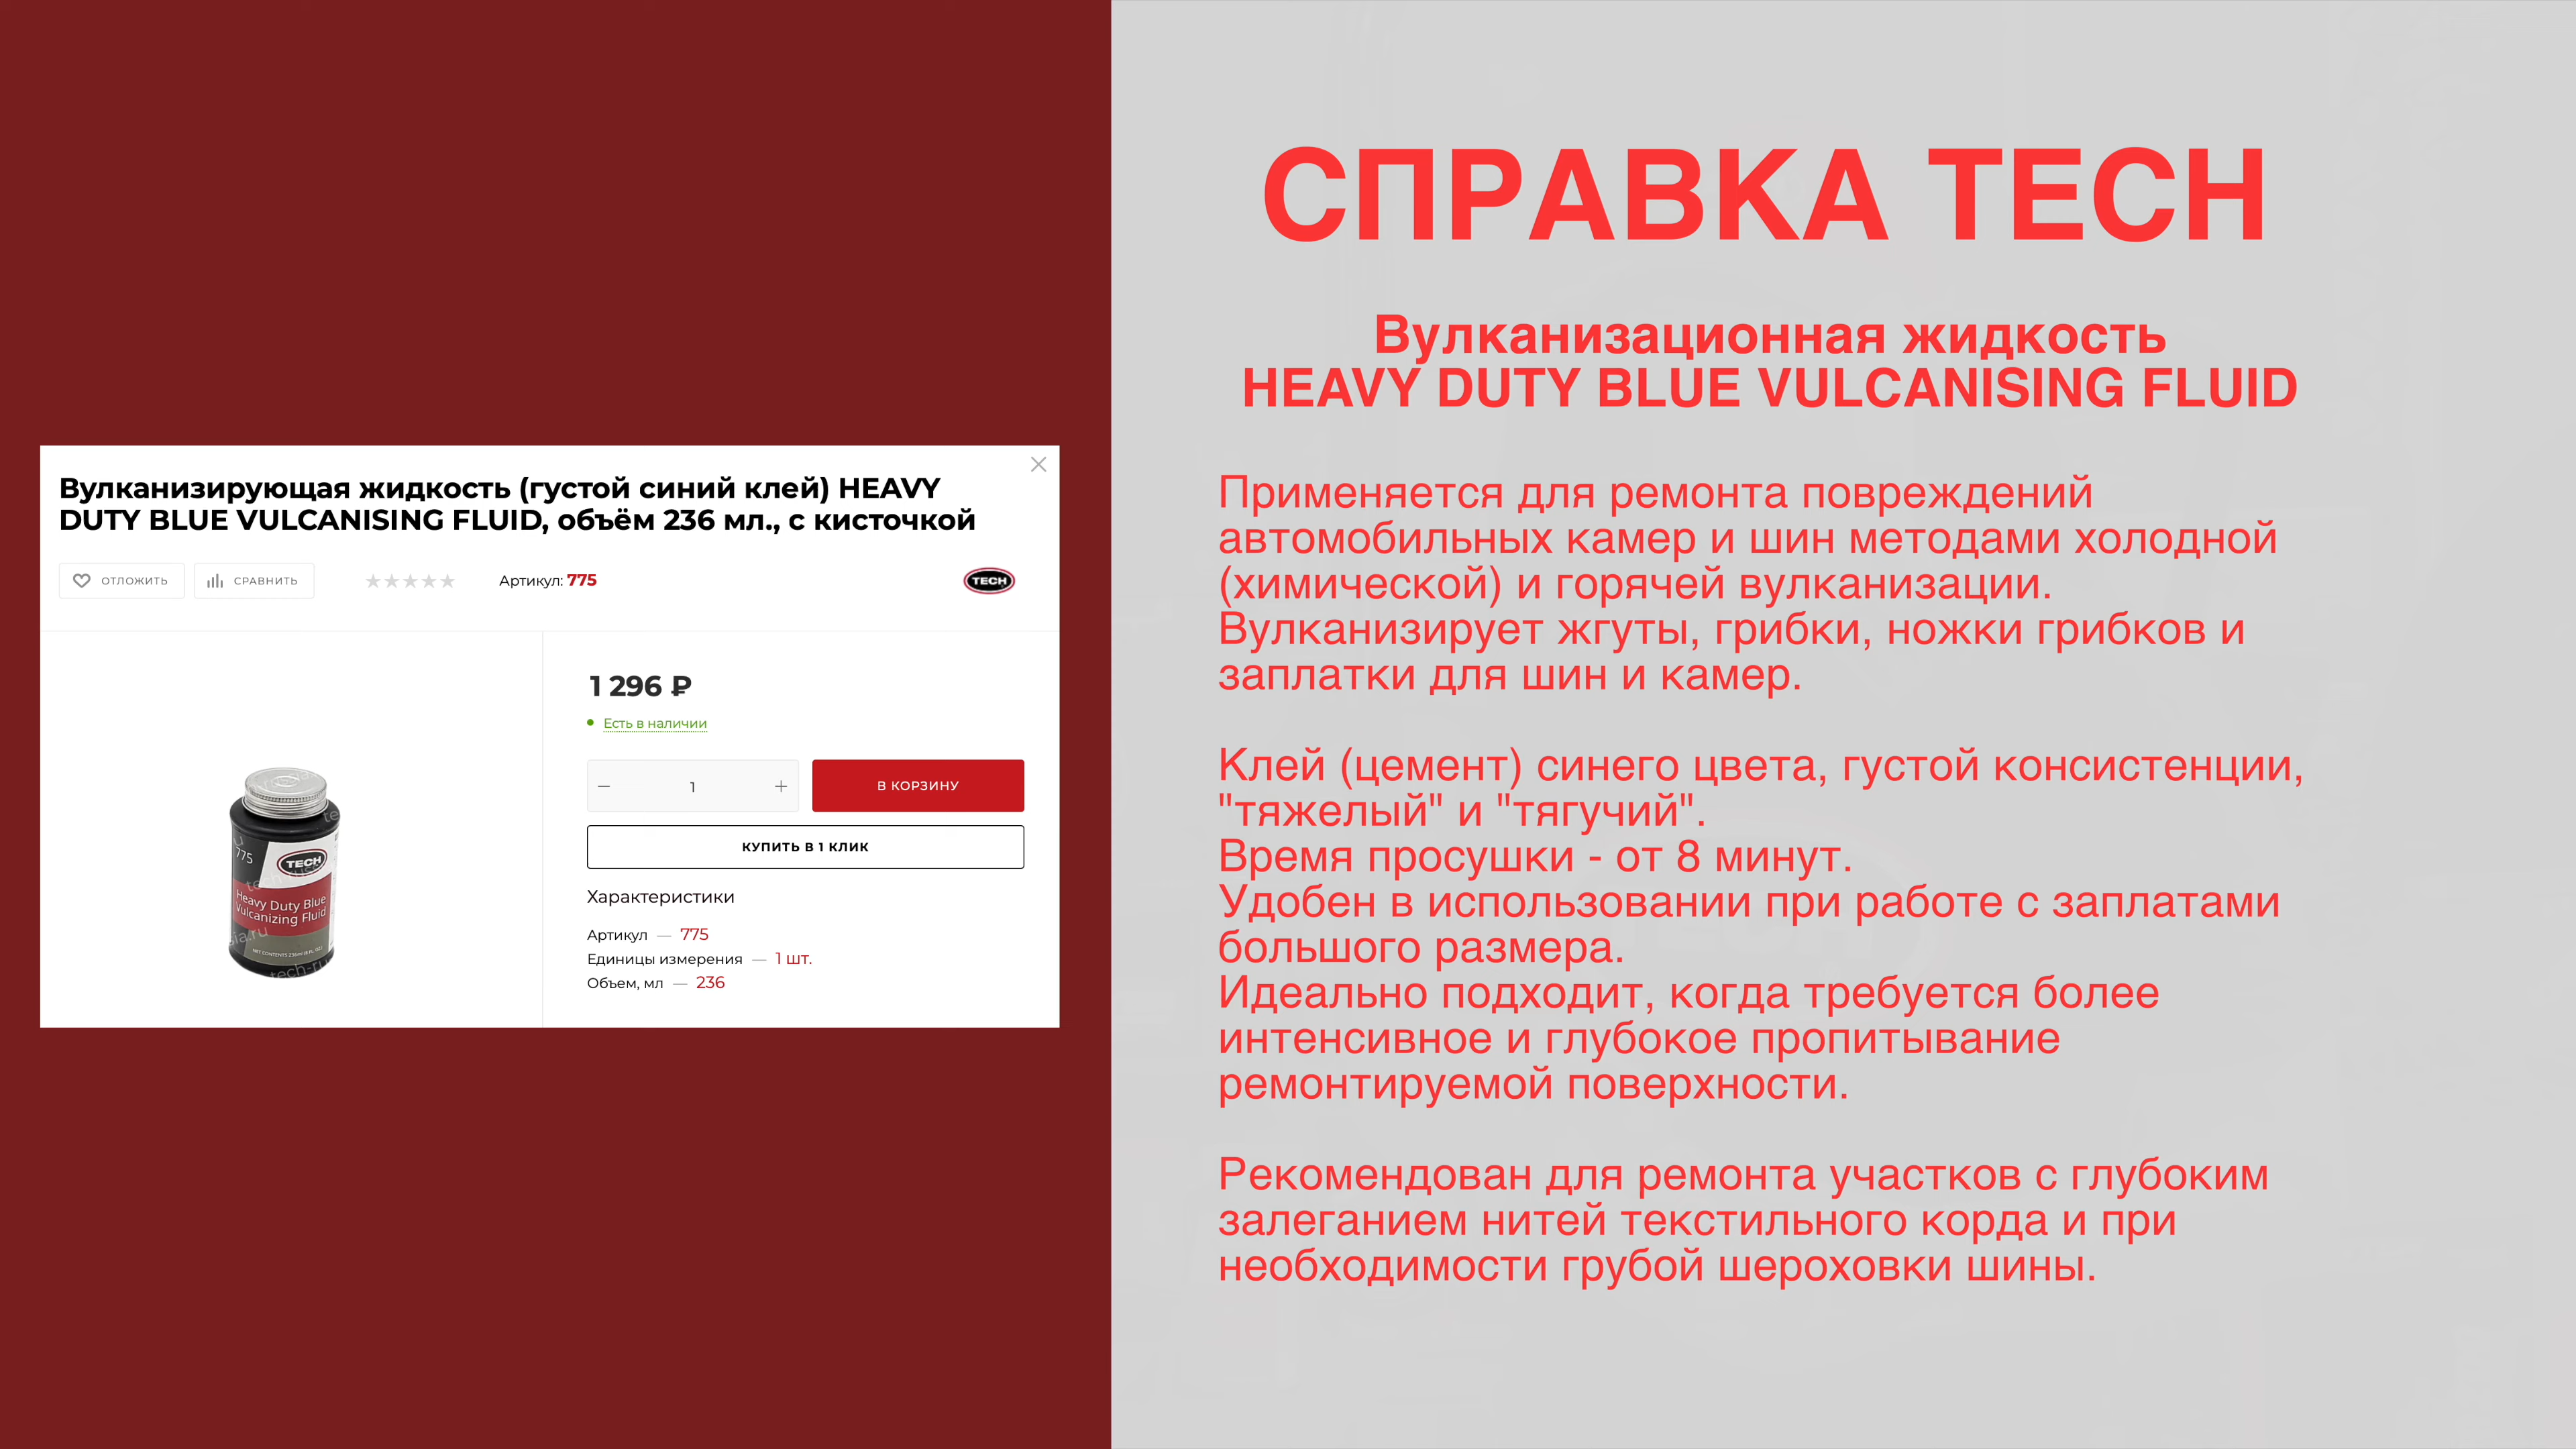 Вулканизирующая жидкость (густой синий клей) HEAVY
DUTY BLUE VULCANISING FLUID, объём 236 мл., с кисточкой
ОТЛОЖИТЬ
СРАВНИТЬ
Артикул: 775
TECH
1 296 ₽
Есть в наличии
— 1 +
В КОРЗИНУ
КУПИТЬ В 1 КЛИК
Характеристики
Артикул — 775
Единицы измерения — 1 шт.
Объем, мл — 236
775
TECH
Heavy Duty Blue
Vulcanizing Fluid
NET CONTENTS 236ml (8 FL. OZ.)
СПРАВКА TECH
Вулканизационная жидкость
HEAVY DUTY BLUE VULCANISING FLUID
Применяется для ремонта повреждений
автомобильных камер и шин методами холодной
(химической) и горячей вулканизации.
Вулканизирует жгуты, грибки, ножки грибков и
заплатки для шин и камер.
Клей (цемент) синего цвета, густой консистенции,
"тяжелый" и "тягучий".
Время просушки - от 8 минут.
Удобен в использовании при работе с заплатами
большого размера.
Идеально подходит, когда требуется более
интенсивное и глубокое пропитывание
ремонтируемой поверхности.
Рекомендован для ремонта участков с глубоким
залеганием нитей текстильного корда и при
необходимости грубой шероховки шины.